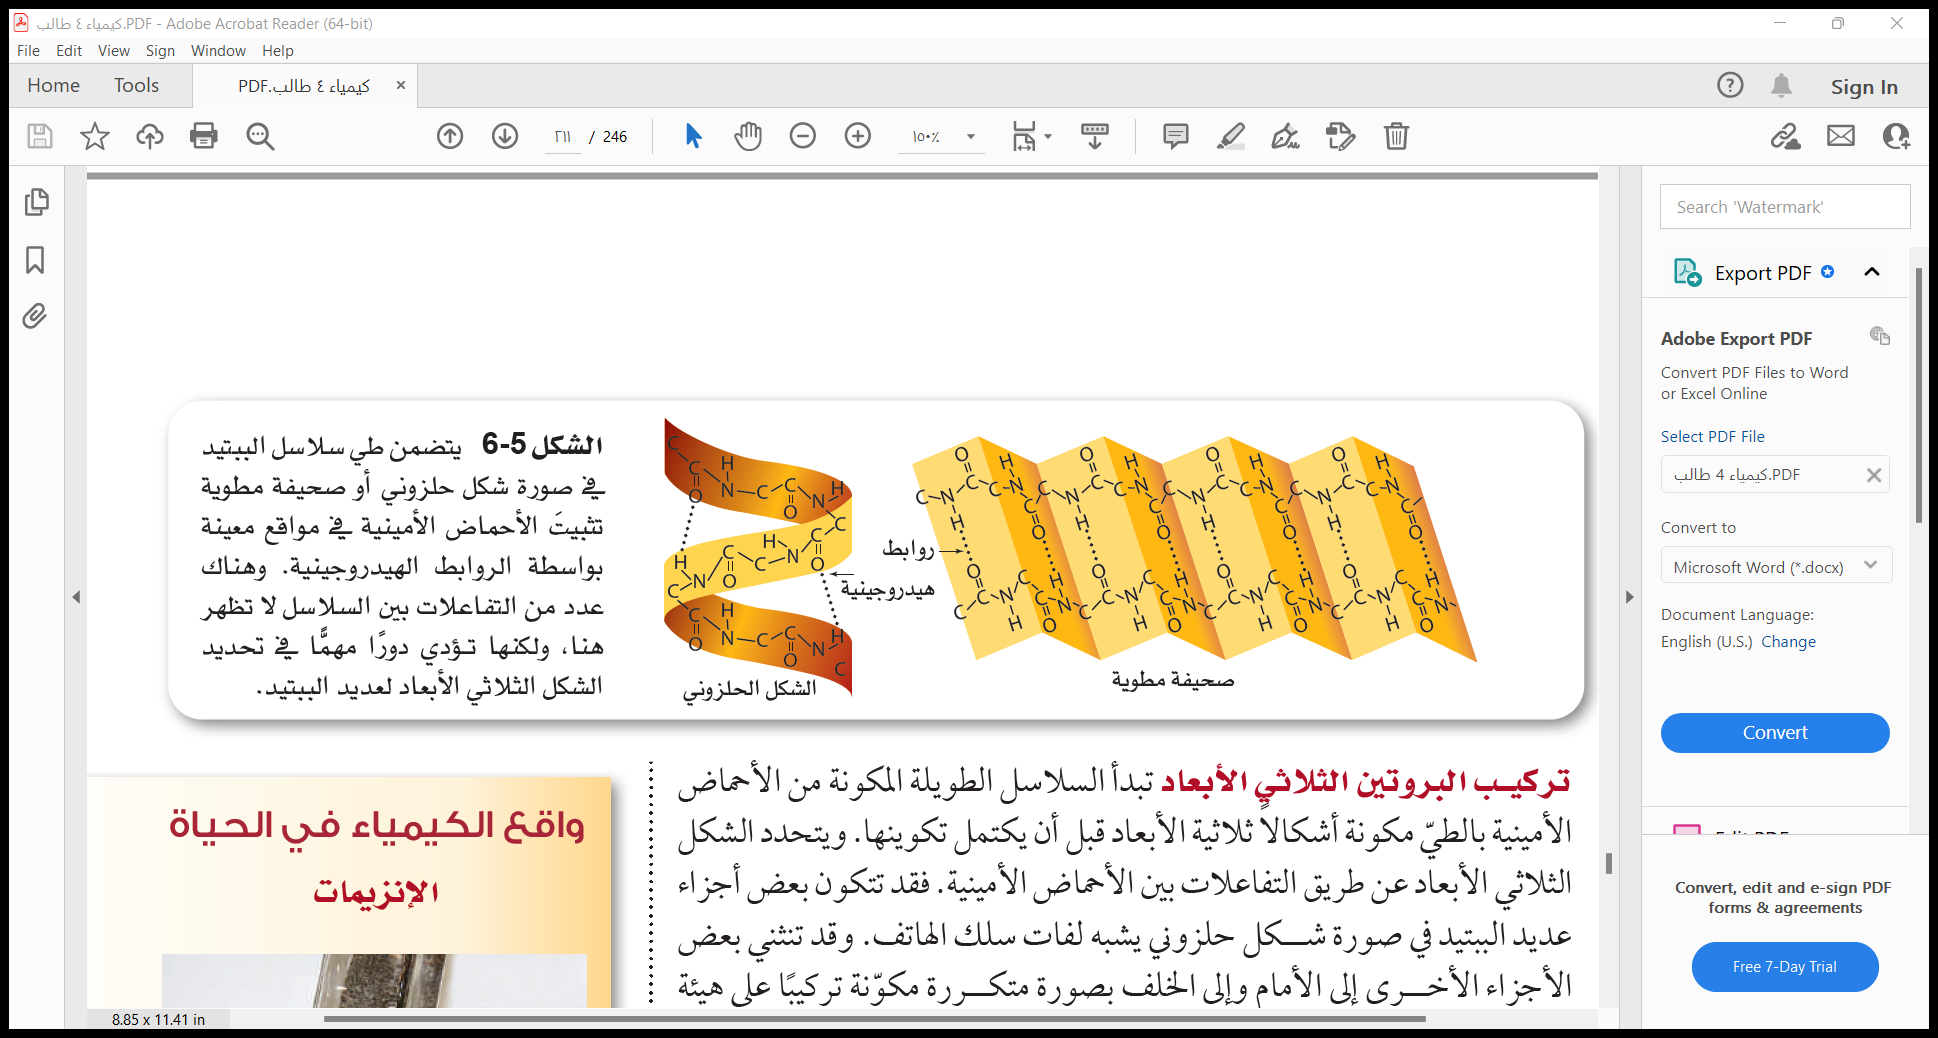 كيمياء ٤ طالب.PDF - Adobe Acrobat Reader (64-bit)
File Edit View Sign Window Help
Home Tools كيمياء ٤ طالب.PDF × Sign In
٢١١ / 246 ١٥٠٪
Search 'Watermark'
Export PDF
Adobe Export PDF
Convert PDF Files to Word
or Excel Online
Select PDF File
كيمياء 4 طالب.PDF
Convert to
Microsoft Word (*.docx)
Document Language:
English (U.S.) Change
Convert
Edit PDF
Convert, edit and e-sign PDF
forms & agreements
Free 7-Day Trial
روابط
هيدروجينية
صحيفة مطوية
الشكل الحلزوني
الشكل 5-6 يتضمن طي سلاسل الببتيد
في صورة شكل حلزوني أو صحيفة مطوية
تثبيتَ الأحماض الأمينية في مواقع معينة
بواسطة الروابط الهيدروجينية. وهناك
عدد من التفاعلات بين السلاسل لا تظهر
هنا، ولكنها تؤدي دورًا مهمًّا في تحديد
الشكل الثلاثي الأبعاد لعديد الببتيد.
تركيب البروتين الثلاثي الأبعاد تبدأ السلاسل الطويلة المكونة من الأحماض
الأمينية بالطيّ مكونة أشكالاً ثلاثية الأبعاد قبل أن يكتمل تكوينها. ويتحدد الشكل
الثلاثي الأبعاد عن طريق التفاعلات بين الأحماض الأمينية. فقد تتكون بعض أجزاء
عديد الببتيد في صورة شكل حلزوني يشبه لفات سلك الهاتف. وقد تنثني بعض
الأجزاء الأخرى إلى الأمام وإلى الخلف بصورة متكررة مكوّنة تركيبًا على هيئة
واقع الكيمياء في الحياة
الإنزيمات
8.85 x 11.41 in